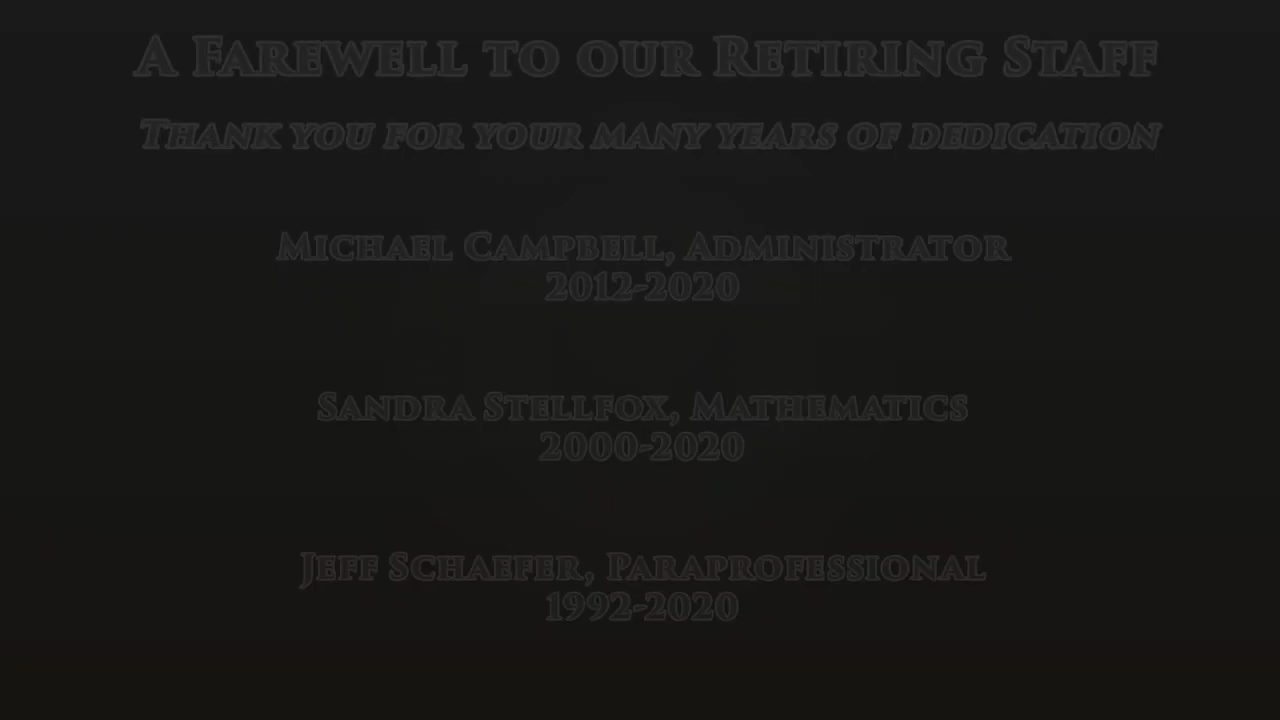 A Farewell to our Retiring Staff
Thank you for your many years of dedication
Michael Campbell, Administrator
2012-2020
Sandra Stellfox, Mathematics
2000-2020
Jeff Schaefer, Paraprofessional
1992-2020